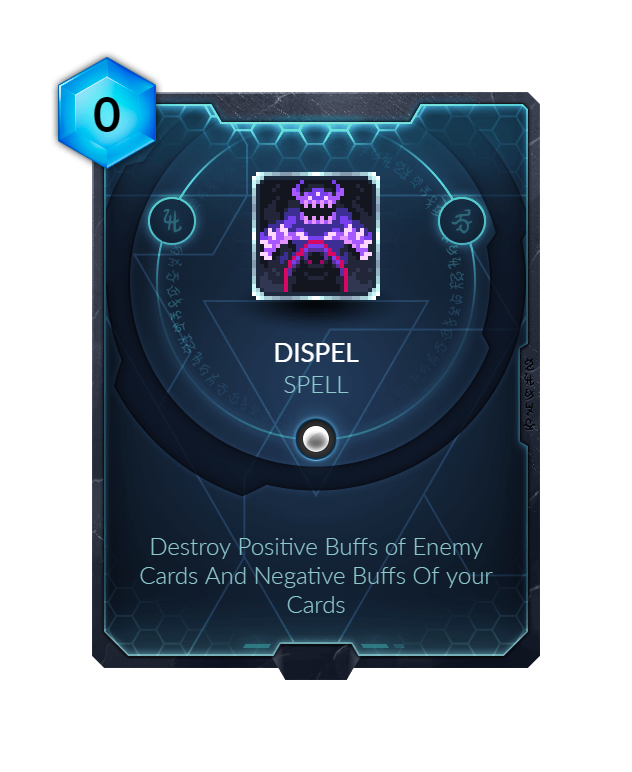 0
DISPEL
SPELL
Destroy Positive Buffs of Enemy
Cards And Negative Buffs Of your
Cards